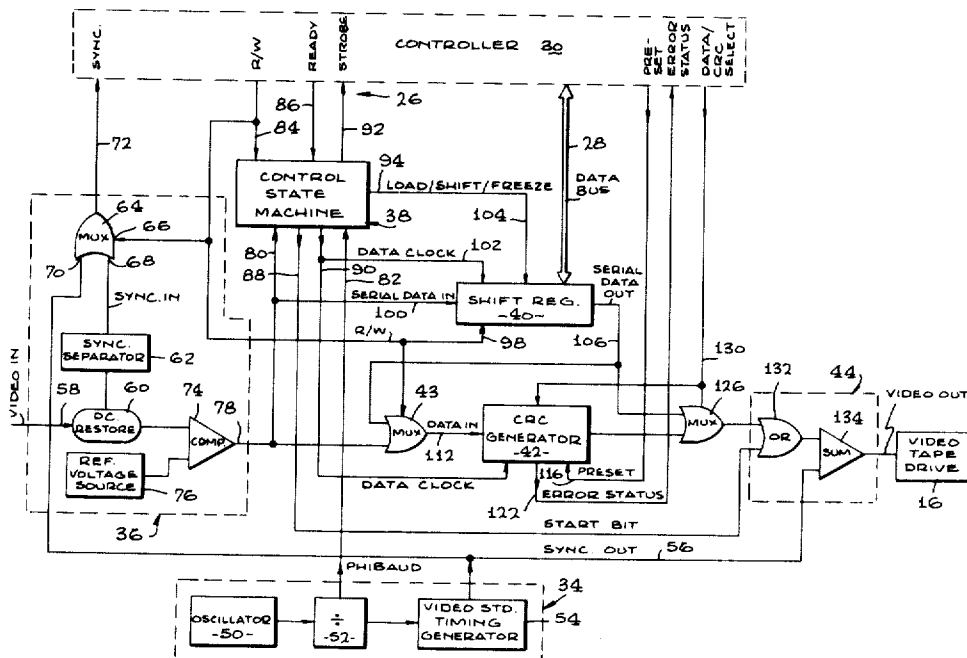 CONTROLLER 30
SYNC.
R/W
READY
STROBE
PRE-
SET
ERROR
STATUS
DATA/
CRC
SELECT
72
84
86
92
26
28
DATA
BUS
94
LOAD/SHIFT/FREEZE
CONTROL
STATE
MACHINE
38
104
64
66
MUX
70
68
80
88
DATA CLOCK
102
90
82
SERIAL
DATA
OUT
SYNC.IN
SERIAL DATA IN
100
SHIFT REG.
-40-
R/W
98
106
130
SYNC.
SEPARATOR
62
VIDEO IN
58
60
D.C.
RESTORE
74
78
COMP.
REF.
VOLTAGE
SOURCE
76
36
43
MUX
DATA IN
112
CRC
GENERATOR
-42-
126
MUX
132
OR
44
134
SUM
VIDEO OUT
VIDEO
TAPE
DRIVE
16
DATA CLOCK
116
PRESET
122
ERROR STATUS
START BIT
SYNC. OUT
56
PHIBAUD
34
OSCILLATOR
-50-
÷
-52-
VIDEO STD.
TIMING
GENERATOR
54